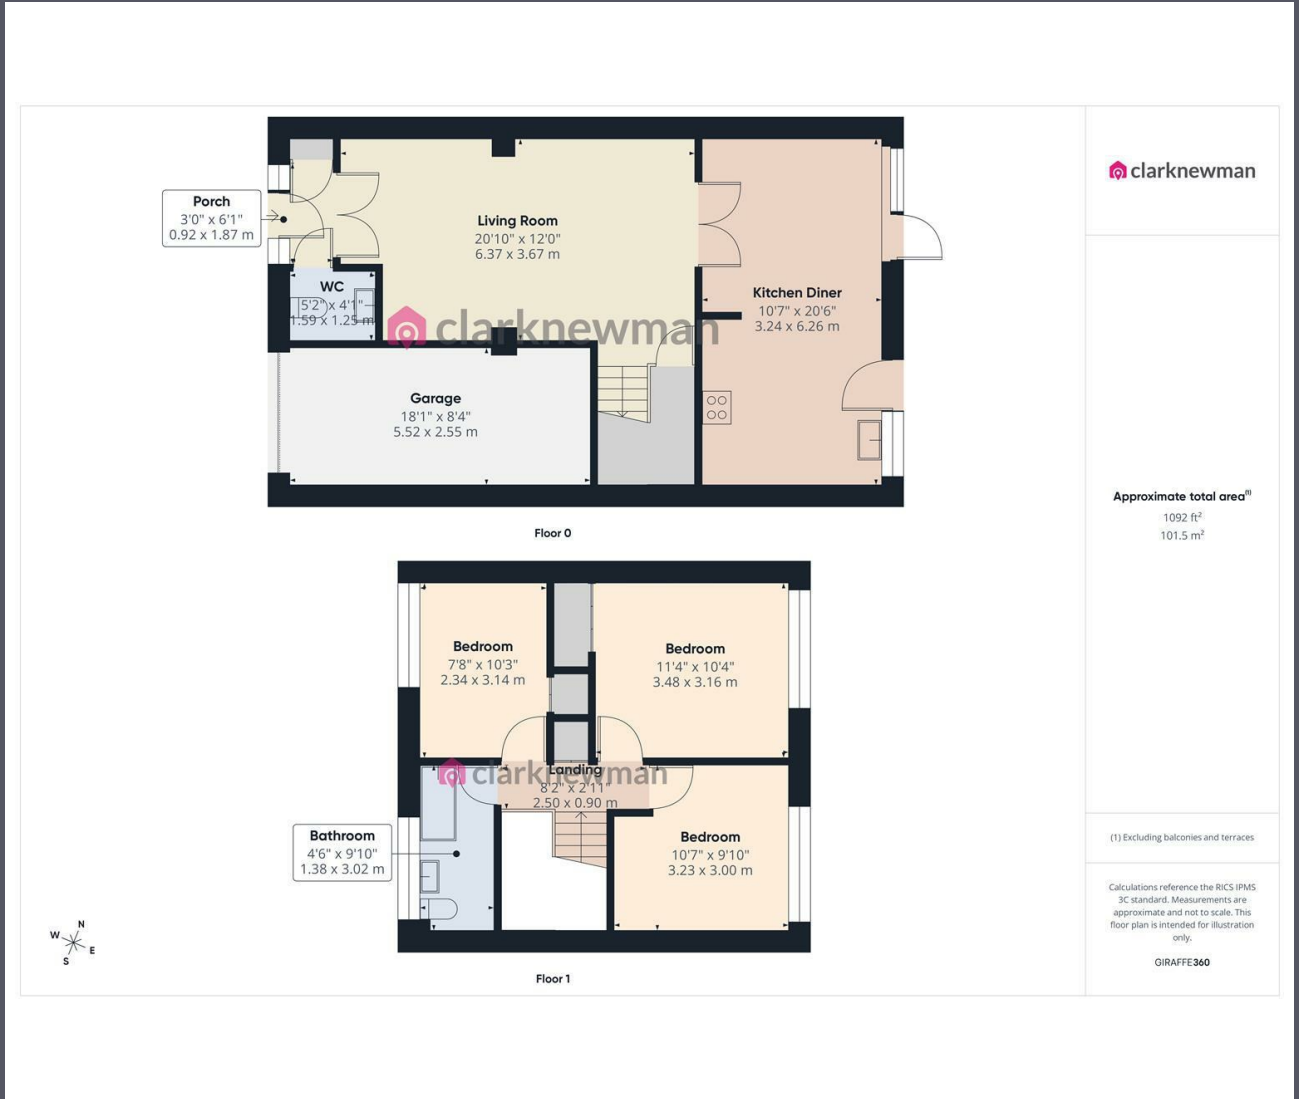 clarknewman
Porch
3'0" x 6'1"
0.92 x 1.87 m
Living Room
20'10" x 12'0"
6.37 x 3.67 m
WC
5'2" x 4'1"
1.59 x 1.25 m
Kitchen Diner
10'7" x 20'6"
3.24 x 6.26 m
clarknewman
Garage
18'1" x 8'4"
5.52 x 2.55 m
Floor 0
Approximate total area(1)
1092 ft²
101.5 m²
Bedroom
7'8" x 10'3"
2.34 x 3.14 m
Bedroom
11'4" x 10'4"
3.48 x 3.16 m
clarknewman
Landing
8'2" x 2'11"
2.50 x 0.90 m
Bathroom
4'6" x 9'10"
1.38 x 3.02 m
Bedroom
10'7" x 9'10"
3.23 x 3.00 m
Floor 1
N
W
E
S
(1) Excluding balconies and terraces
Calculations reference the RICS IPMS
3C standard. Measurements are
approximate and not to scale. This
floor plan is intended for illustration
only.
GIRAFFE360